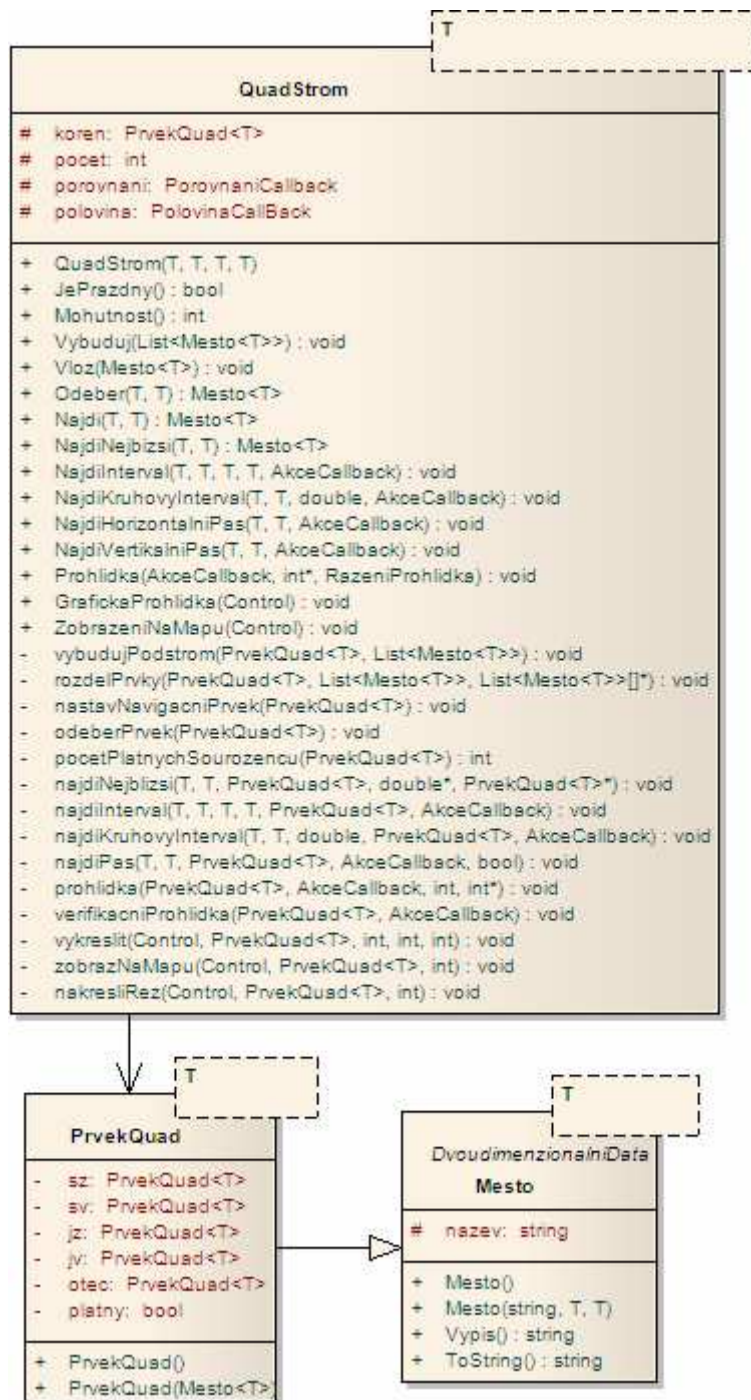 T
QuadStrom
# koren: PrvekQuad<T>
# pocet: int
# porovnani: PorovnaniCallback
# polovina: PolovinaCallBack
+ QuadStrom(T, T, T, T)
+ JePrazdny() : bool
+ Mohutnost() : int
+ Vybuduj(List<Mesto<T>>) : void
+ Vloz(Mesto<T>) : void
+ Odeber(T, T) : Mesto<T>
+ Najdi(T, T) : Mesto<T>
+ NajdiNejbizsi(T, T) : Mesto<T>
+ NajdiInterval(T, T, T, T, AkceCallback) : void
+ NajdiKruhovyInterval(T, T, double, AkceCallback) : void
+ NajdiHorizontalniPas(T, T, AkceCallback) : void
+ NajdiVertikalniPas(T, T, AkceCallback) : void
+ Prohlidka(AkceCallback, int*, RazeniProhlidka) : void
+ GrafickaProhlidka(Control) : void
+ ZobrazeniNaMapu(Control) : void
- vybudujPodstrom(PrvekQuad<T>, List<Mesto<T>>) : void
- rozdelPrvky(PrvekQuad<T>, List<Mesto<T>>, List<Mesto<T>>[]*) : void
- nastavNavigacniPrvek(PrvekQuad<T>) : void
- odeberPrvek(PrvekQuad<T>) : void
- pocetPlatnychSourozencu(PrvekQuad<T>) : int
- najdiNejblizsi(T, T, PrvekQuad<T>, double*, PrvekQuad<T>*) : void
- najdiInterval(T, T, T, T, PrvekQuad<T>, AkceCallback) : void
- najdiKruhovyInterval(T, T, double, PrvekQuad<T>, AkceCallback) : void
- najdiPas(T, T, PrvekQuad<T>, AkceCallback, bool) : void
- prohlidka(PrvekQuad<T>, AkceCallback, int, int*) : void
- verifikacniProhlidka(PrvekQuad<T>, AkceCallback) : void
- vykreslit(Control, PrvekQuad<T>, int, int, int) : void
- zobrazNaMapu(Control, PrvekQuad<T>, int) : void
- nakresliRez(Control, PrvekQuad<T>, int) : void
T
PrvekQuad
- sz: PrvekQuad<T>
- sv: PrvekQuad<T>
- jz: PrvekQuad<T>
- jv: PrvekQuad<T>
- otec: PrvekQuad<T>
- platny: bool
+ PrvekQuad()
+ PrvekQuad(Mesto<T>)
T
DvoudimenzionalniData
Mesto
# nazev: string
+ Mesto()
+ Mesto(string, T, T)
+ Vypis() : string
+ ToString() : string